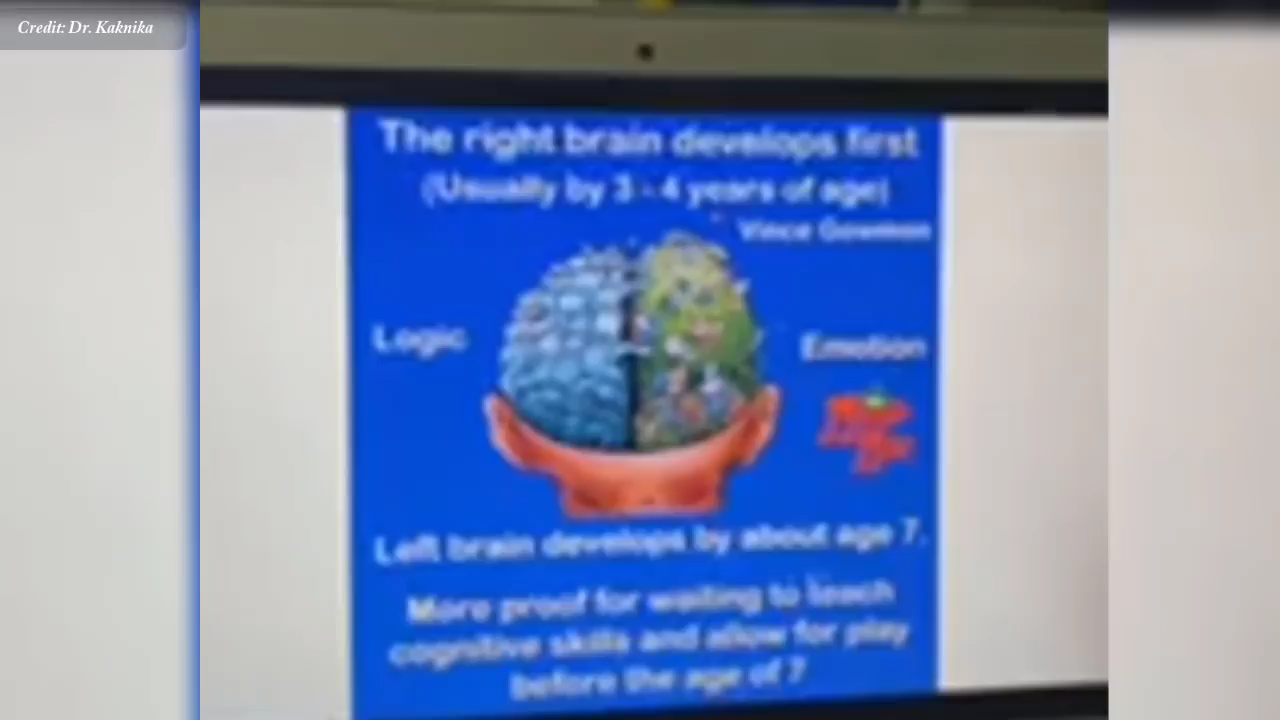 Credit: Dr. Kaknika
The right brain develops first
(Usually by 3 - 4 years of age)
Vince Gowmon
Logic
Emotion
Left brain develops by about age 7.
More proof for waiting to teach
cognitive skills and allow for play
before the age of 7